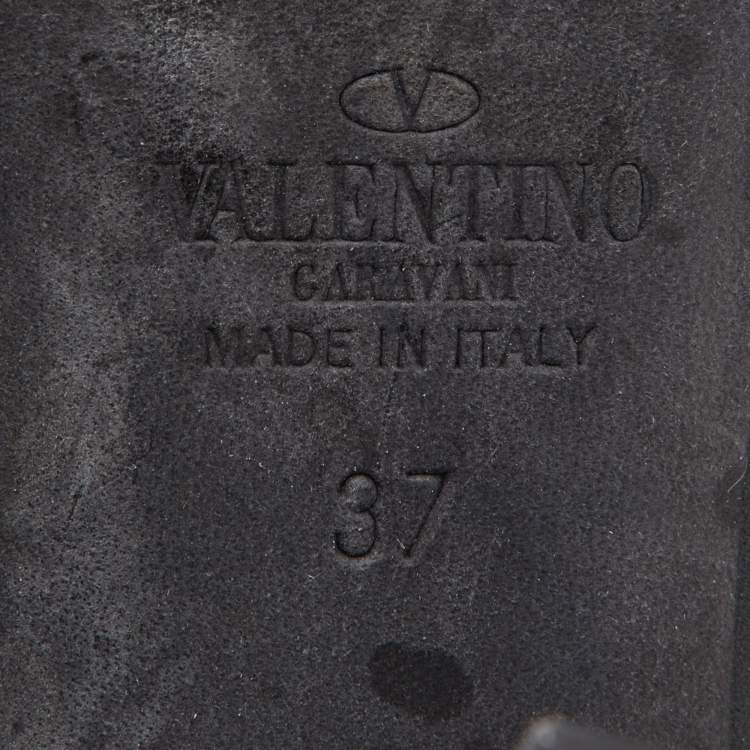 V
VALENTINO
GARAVANI
MADE IN ITALY
37